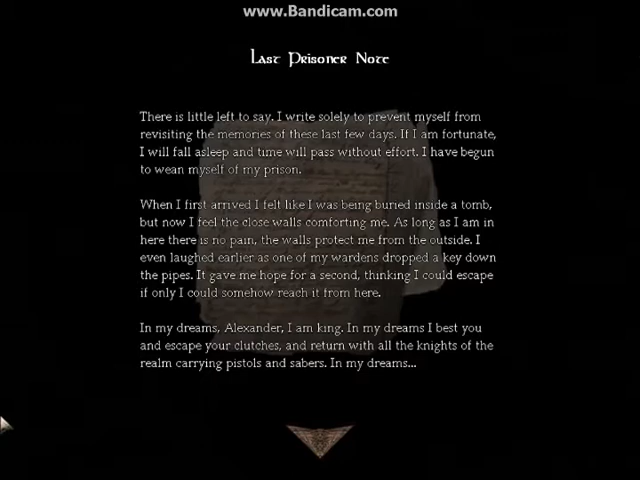 www.Bandicam.com
Last Prisoner Note
There is little left to say. I write solely to prevent myself from
revisiting the memories of these last few days. If I am fortunate,
I will fall asleep and time will pass without effort. I have begun
to wean myself of my prison.
When I first arrived I felt like I was being buried inside a tomb,
but now I feel the close walls comforting me. As long as I am in
here there is no pain, the walls protect me from the outside. I
even laughed earlier as one of my wardens dropped a key down
the pipes. It gave me hope for a second, thinking I could escape
if only I could somehow reach it from here.
In my dreams, Alexander, I am king. In my dreams I best you
and escape your clutches, and return with all the knights of the
realm carrying pistols and sabers. In my dreams...